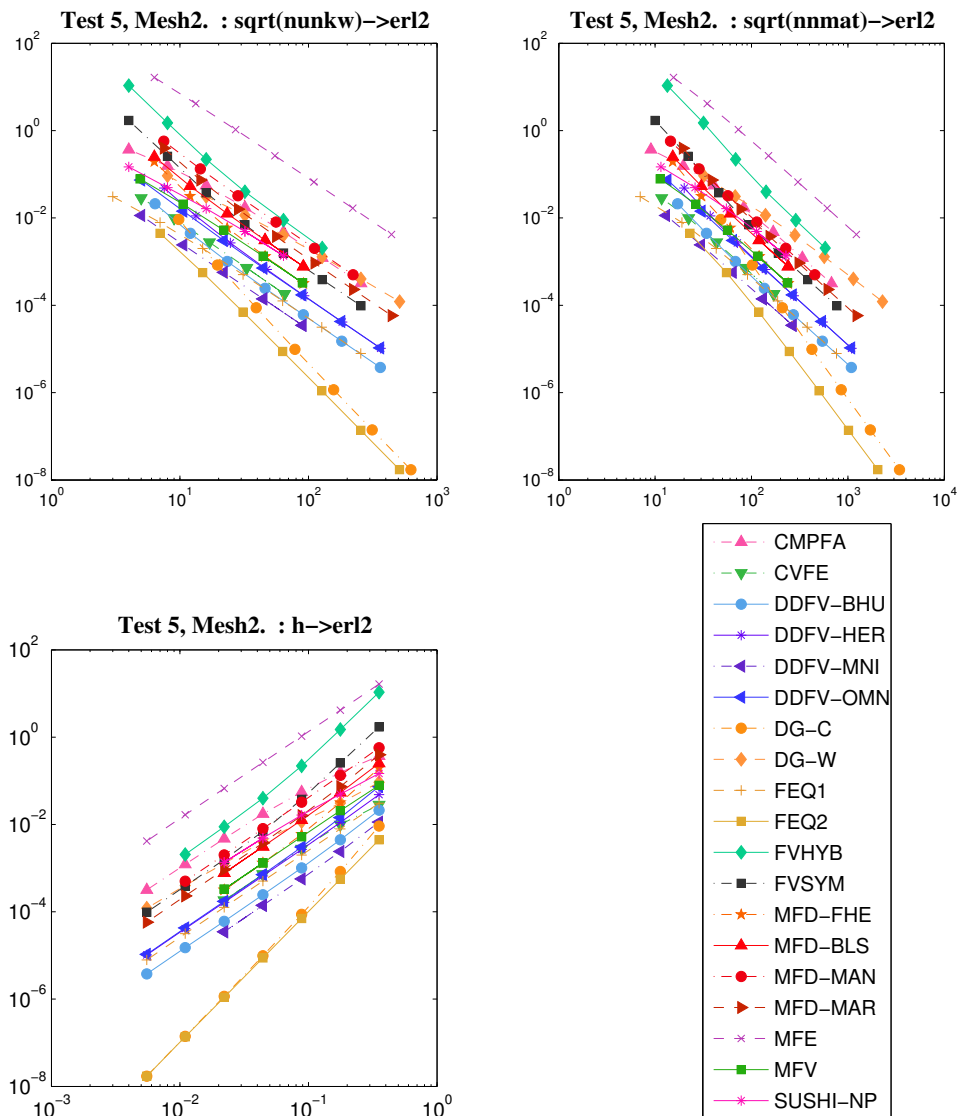 Test 5, Mesh2. : sqrt(nunkw)->erl2
10^2
10^0
10^-2
10^-4
10^-6
10^-8
10^0 10^1 10^2 10^3
Test 5, Mesh2. : sqrt(nnmat)->erl2
10^2
10^0
10^-2
10^-4
10^-6
10^-8
10^0 10^1 10^2 10^3 10^4
Test 5, Mesh2. : h->erl2
10^2
10^0
10^-2
10^-4
10^-6
10^-8
10^-3 10^-2 10^-1 10^0
CMPFA
CVFE
DDFV-BHU
DDFV-HER
DDFV-MNI
DDFV-OMN
DG-C
DG-W
FEQ1
FEQ2
FVHYB
FVSYM
MFD-FHE
MFD-BLS
MFD-MAN
MFD-MAR
MFE
MFV
SUSHI-NP